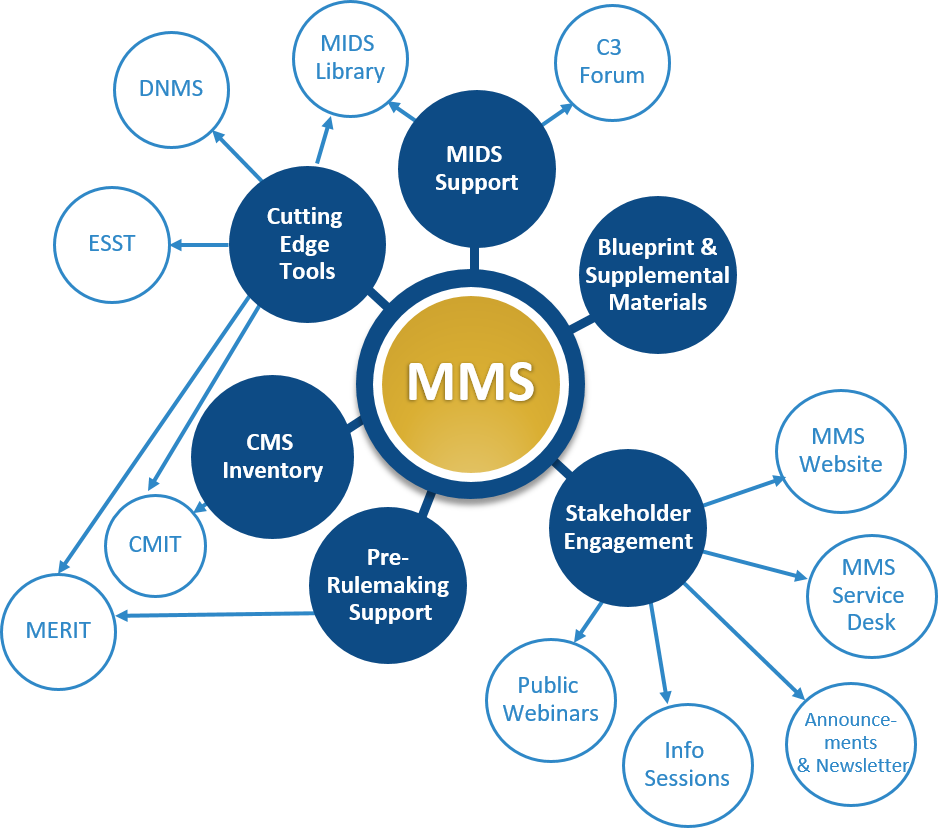 MIDS
Library
C3
Forum
DNMS
MIDS
Support
Cutting
Edge
Tools
ESST
Blueprint &
Supplemental
Materials
MMS
MMS
Website
CMS
Inventory
Stakeholder
Engagement
CMIT
Pre-
Rulemaking
Support
MMS
Service
Desk
MERIT
Public
Webinars
Info
Sessions
Announce-
ments
& Newsletter